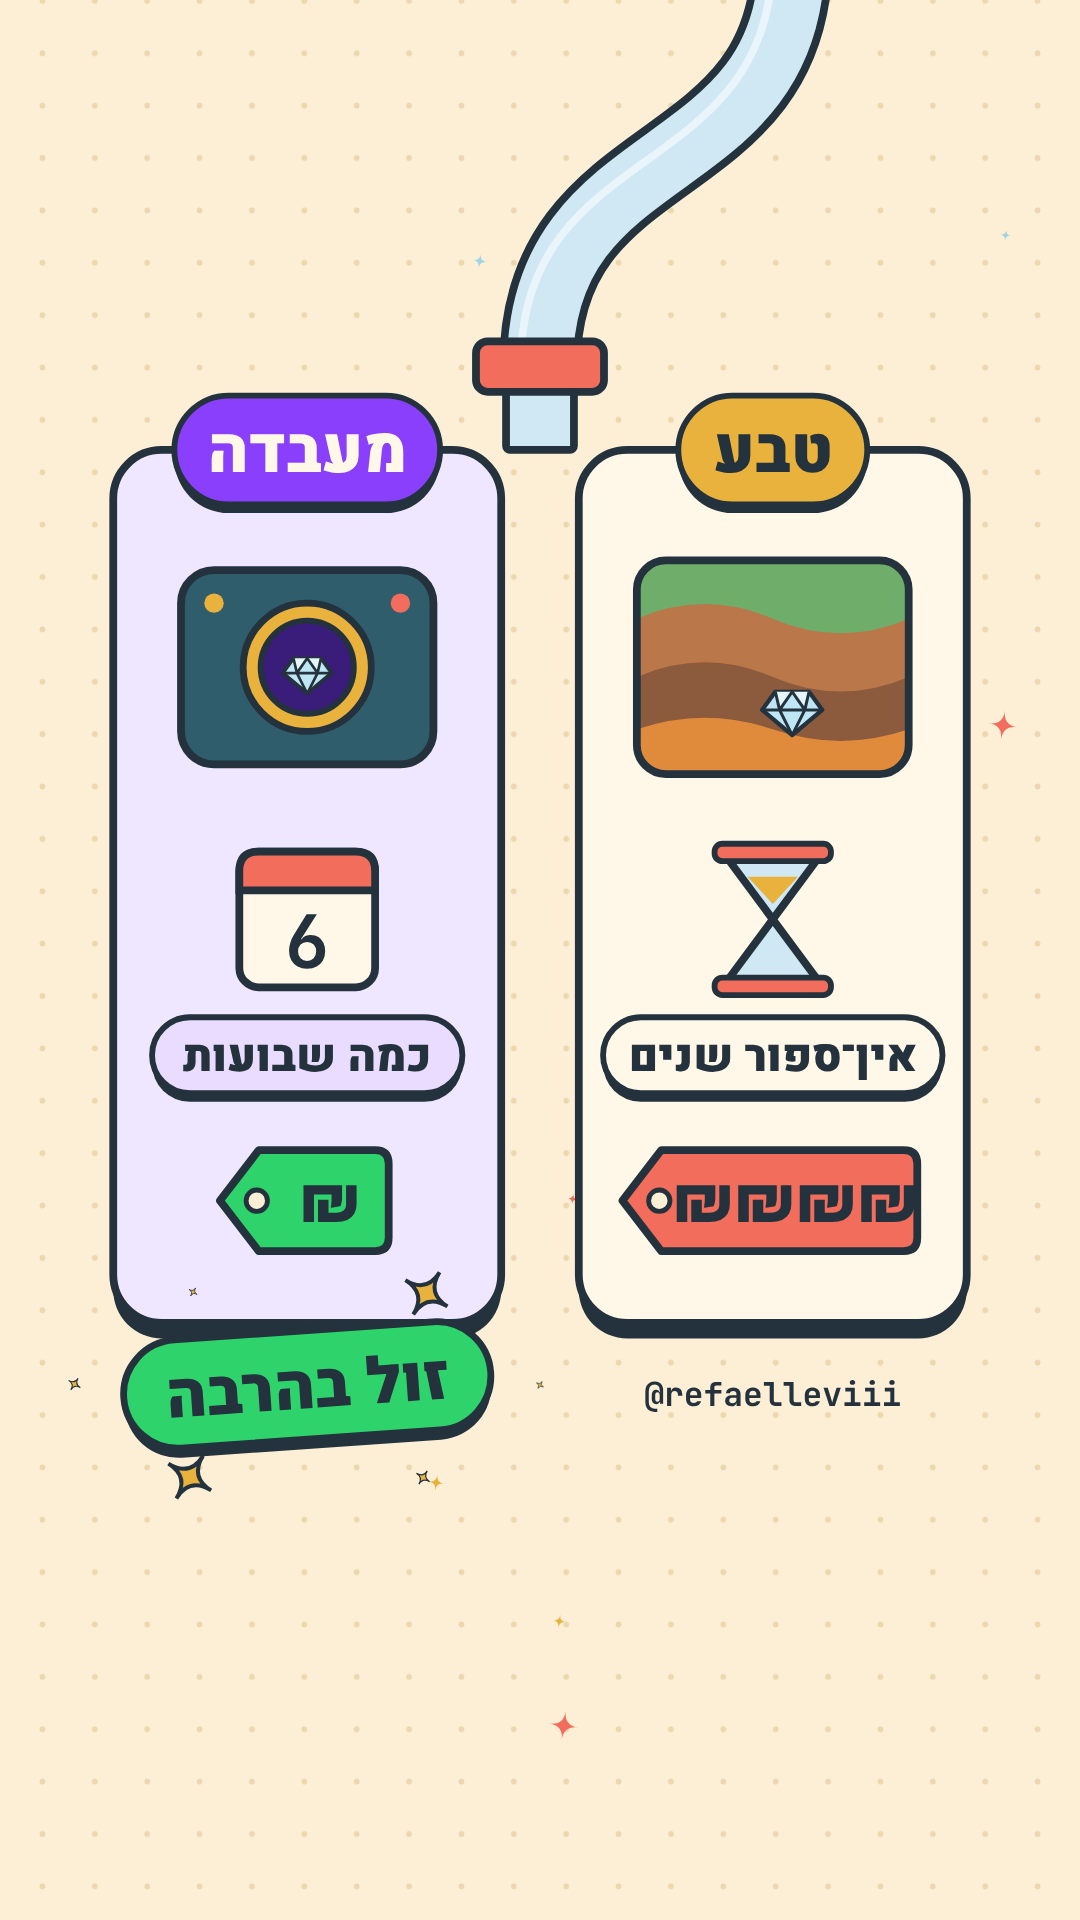 טבע
מעבדה
6
אין־ספור שנים
כמה שבועות
₪₪₪₪
₪
זול בהרבה
@refaelleviii